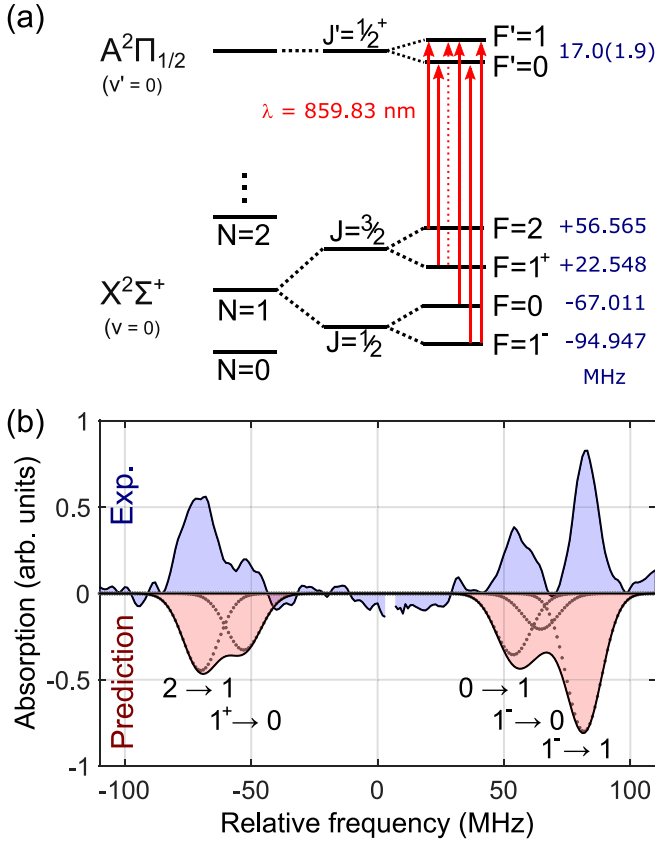 (a)
A²Π₁/₂
(v' = 0)
J'=½⁺
F'=1
F'=0
17.0(1.9)
λ = 859.83 nm
N=2
J=3/2
F=2
+56.565
F=1⁺
+22.548
X²Σ⁺
(v = 0)
N=1
F=0
-67.011
J=½
F=1⁻
-94.947
N=0
MHz
(b)
Absorption (arb. units)
1
0.5
0
-0.5
-1
Exp.
Prediction
2 → 1
1⁺→ 0
0 → 1
1⁻→ 0
1⁻→ 1
-100
-50
0
50
100
Relative frequency (MHz)